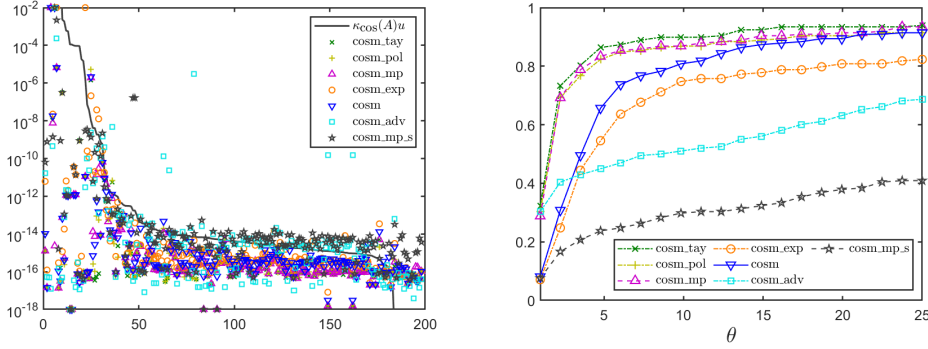 10^-2
10^-4
10^-6
10^-8
10^-10
10^-12
10^-14
10^-16
10^-18
0
50
100
150
200
κcos(A)u
cosm_tay
cosm_pol
cosm_mp
cosm_exp
cosm
cosm_adv
cosm_mp_s
1
0.8
0.6
0.4
0.2
0
5
10
15
20
25
θ
cosm_tay
cosm_pol
cosm_mp
cosm_exp
cosm
cosm_adv
cosm_mp_s